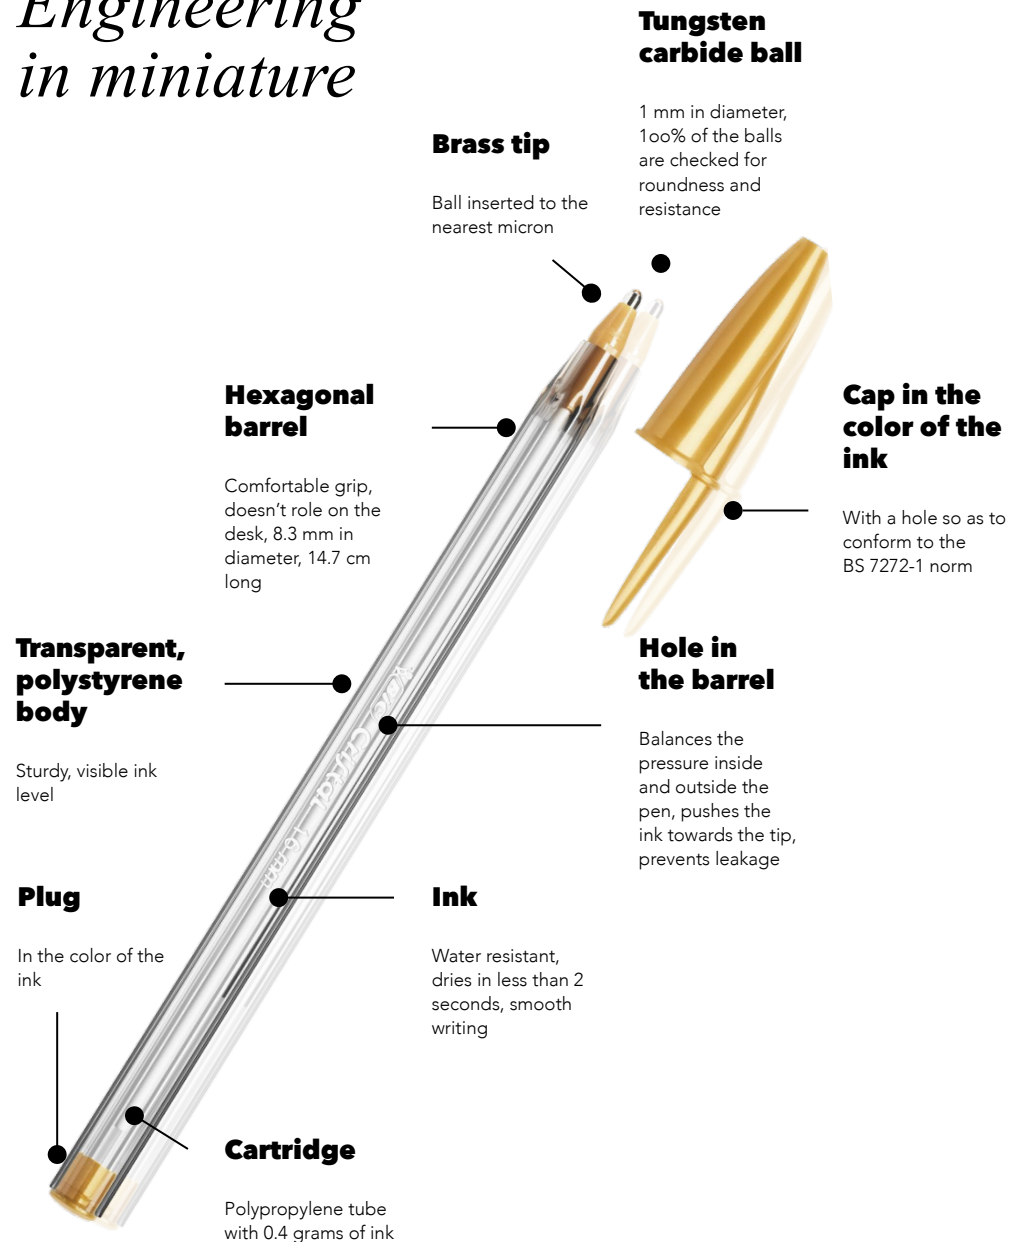 Engineering
in miniature
Tungsten
carbide ball
1 mm in diameter,
1oo% of the balls
are checked for
roundness and
resistance
Brass tip
Ball inserted to the
nearest micron
Hexagonal
barrel
Comfortable grip,
doesn't role on the
desk, 8.3 mm in
diameter, 14.7 cm
long
Cap in the
color of the
ink
With a hole so as to
conform to the
BS 7272-1 norm
Transparent,
polystyrene
body
Sturdy, visible ink
level
Hole in
the barrel
Balances the
pressure inside
and outside the
pen, pushes the
ink towards the tip,
prevents leakage
Cristal
1.6 mm
Plug
In the color of the
ink
Ink
Water resistant,
dries in less than 2
seconds, smooth
writing
Cartridge
Polypropylene tube
with 0.4 grams of ink